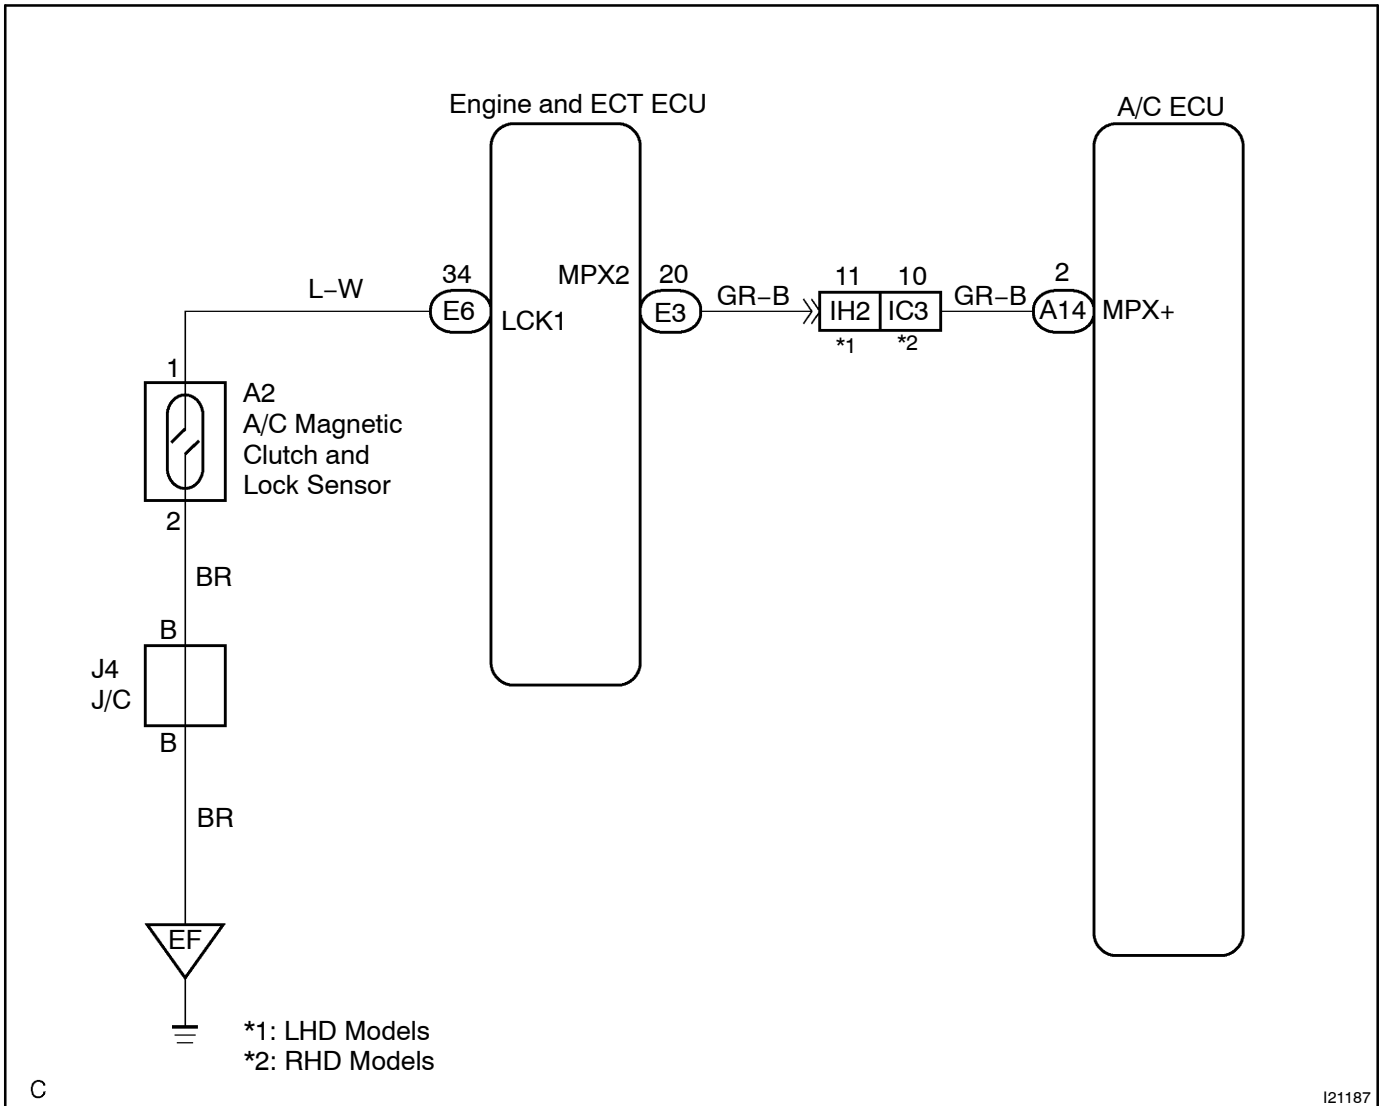 Engine and ECT ECU
A/C ECU
L−W
34
E6
LCK1
MPX2
20
E3
GR−B
11
10
IH2
IC3
*1
*2
GR−B
2
A14
MPX+
1
A2
A/C Magnetic
Clutch and
Lock Sensor
2
BR
B
J4
J/C
B
BR
EF
*1: LHD Models
*2: RHD Models
C
I21187